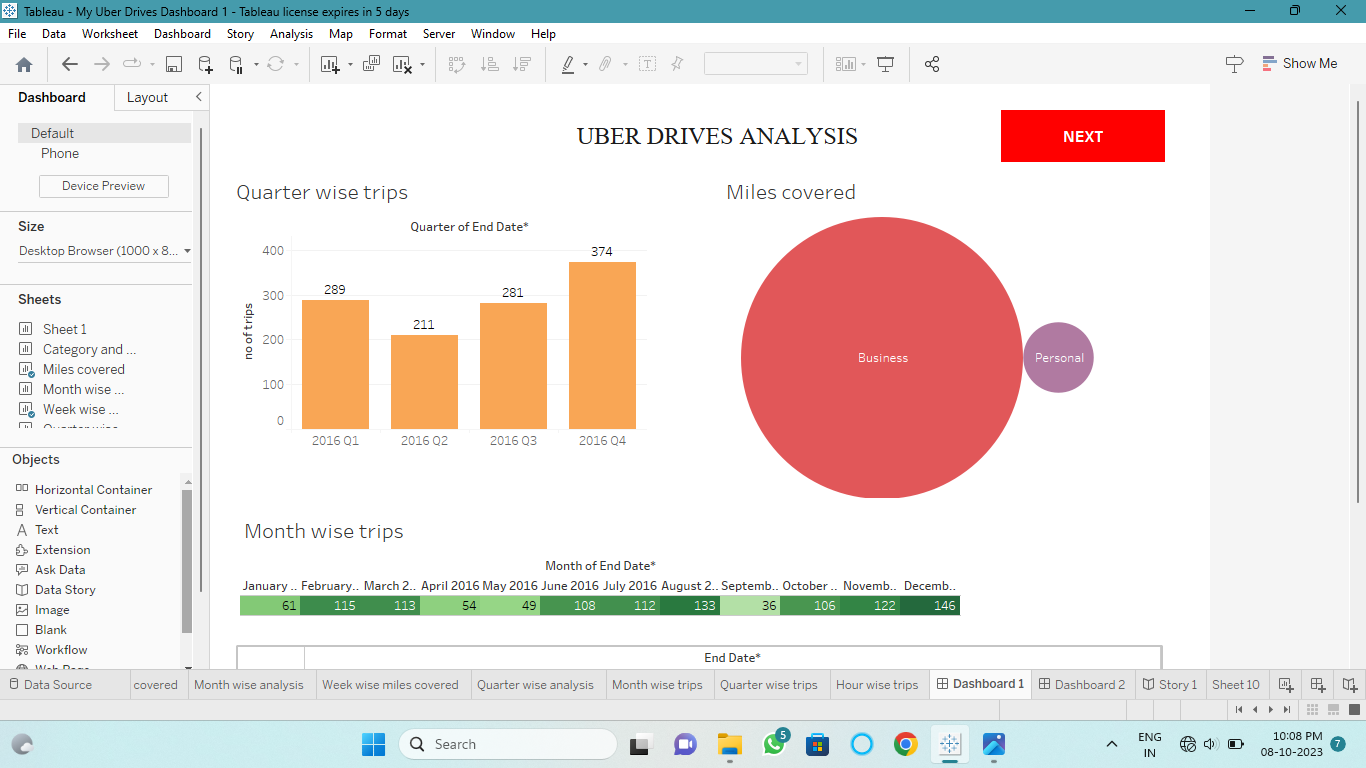 Tableau - My Uber Drives Dashboard 1 - Tableau license expires in 5 days
File Data Worksheet Dashboard Story Analysis Map Format Server Window Help
Show Me
Dashboard Layout
Default
Phone
Device Preview
Size
Desktop Browser (1000 x 8...
Sheets
Sheet 1
Category and ...
Miles covered
Month wise ...
Week wise ...
Objects
Horizontal Container
Vertical Container
Text
Extension
Ask Data
Data Story
Image
Blank
Workflow
UBER DRIVES ANALYSIS
NEXT
Quarter wise trips
Quarter of End Date*
no of trips
400
300
200
100
0
289
211
281
374
2016 Q1 2016 Q2 2016 Q3 2016 Q4
Miles covered
Business
Personal
Month wise trips
Month of End Date*
January .. February.. March 2.. April 2016 May 2016 June 2016 July 2016 August 2.. Septemb.. October .. Novemb.. Decemb..
61 115 113 54 49 108 112 133 36 106 122 146
End Date*
Data Source covered Month wise analysis Week wise miles covered Quarter wise analysis Month wise trips Quarter wise trips Hour wise trips Dashboard 1 Dashboard 2 Story 1 Sheet 10
Search
5
ENG
IN
10:08 PM
08-10-2023
7